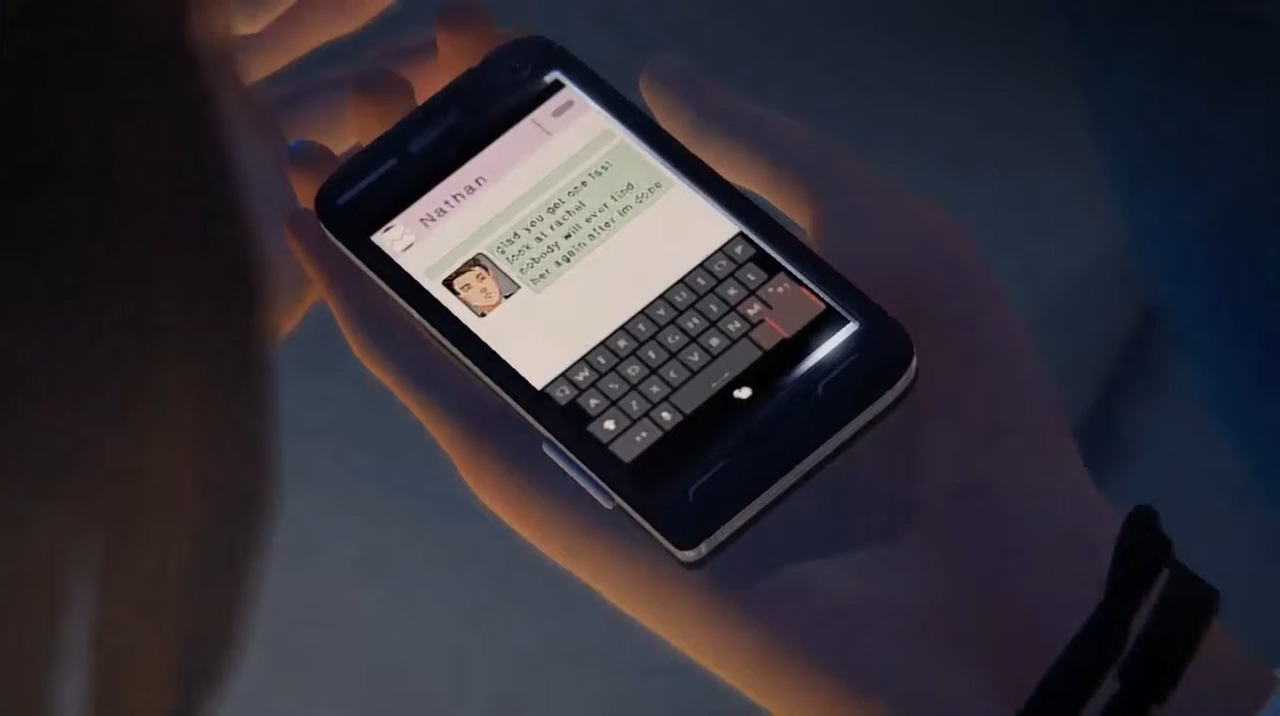 Nathan
glad you got one last
look at rachel
nobody will ever find
her again after im done
Q W E R T Y U I O P
A S D F G H J K L
Z X C V B N M